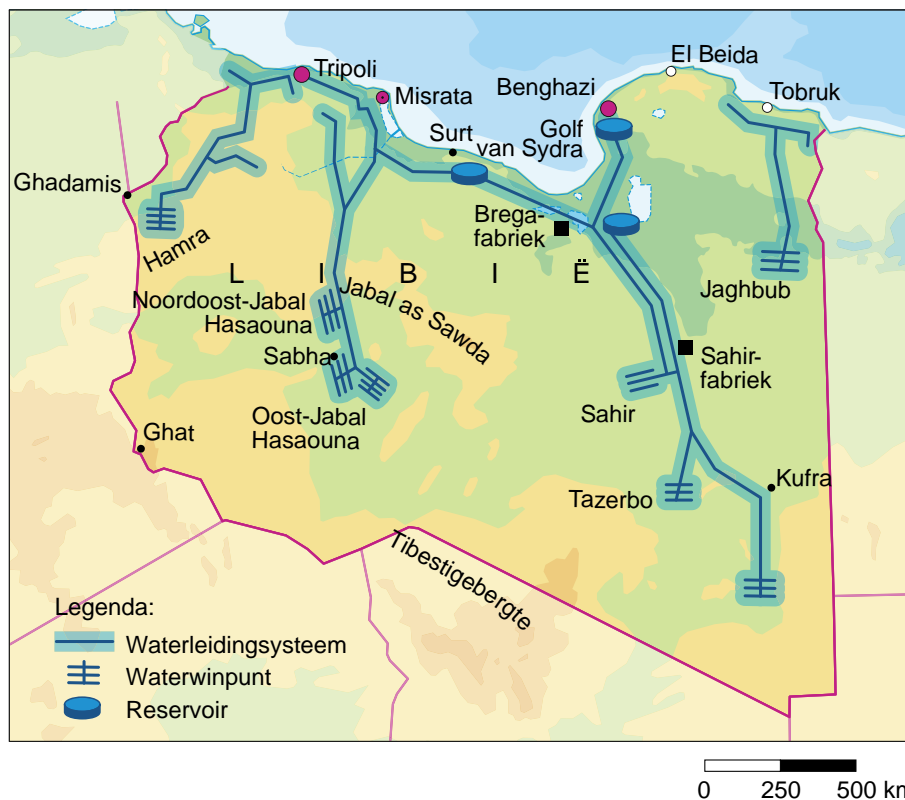 El Beida
Tripoli
Benghazi
Tobruk
Misrata
Golf
van Sydra
Surt
Ghadamis
Brega-
fabriek
Hamra
L I B I Ë
Jaghbub
Noordoost-Jabal
Hasaouna
Jabal as Sawda
Sabha
Sahir-
fabriek
Sahir
Oost-Jabal
Hasaouna
Ghat
Tazerbo
Kufra
Tibestigebergte
Legenda:
Waterleidingsysteem
Waterwinpunt
Reservoir
0 250 500 km